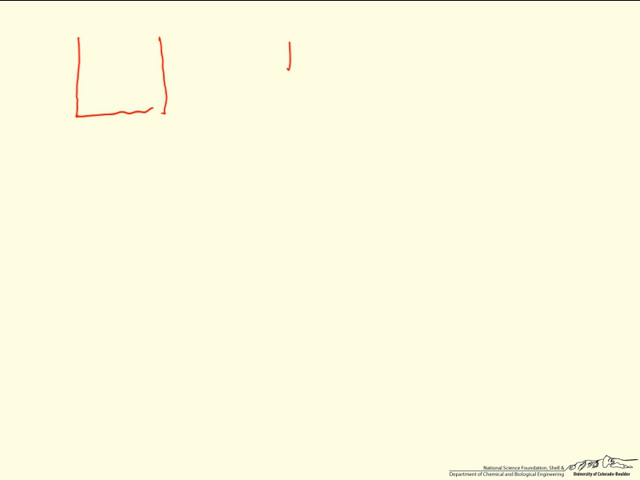 National Science Foundation, Shell &
Department of Chemical and Biological Engineering
University of Colorado-Boulder